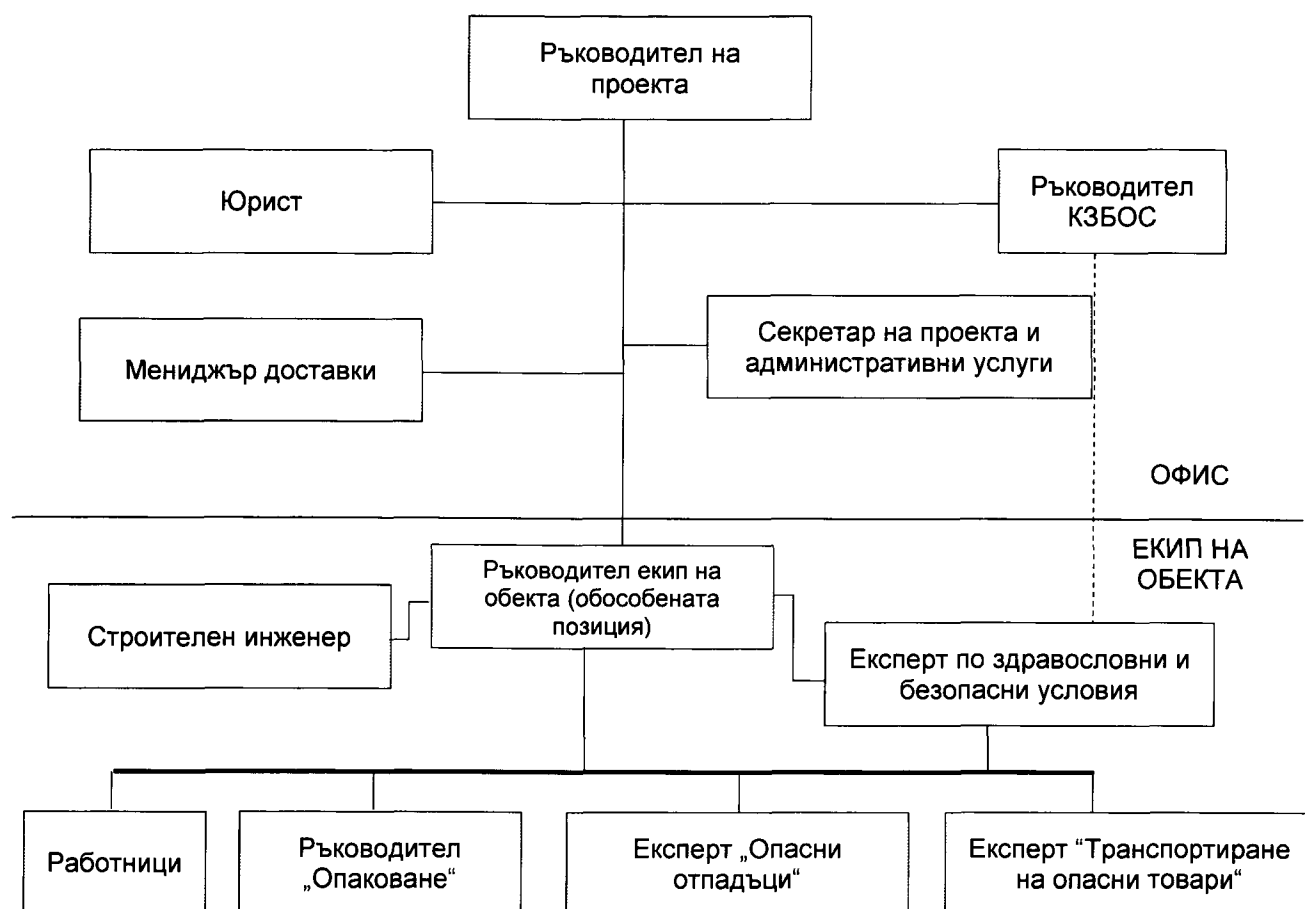 Ръководител на
проекта
Юрист
Ръководител
КЗБОС
Мениджър доставки
Секретар на проекта и
административни услуги
ОФИС
ЕКИП НА
ОБЕКТА
Ръководител екип на
обекта (обособената
позиция)
Строителен инженер
Експерт по здравословни и
безопасни условия
Работници
Ръководител
„Опаковане“
Експерт „Опасни
отпадъци“
Експерт “Транспортиране
на опасни товари“